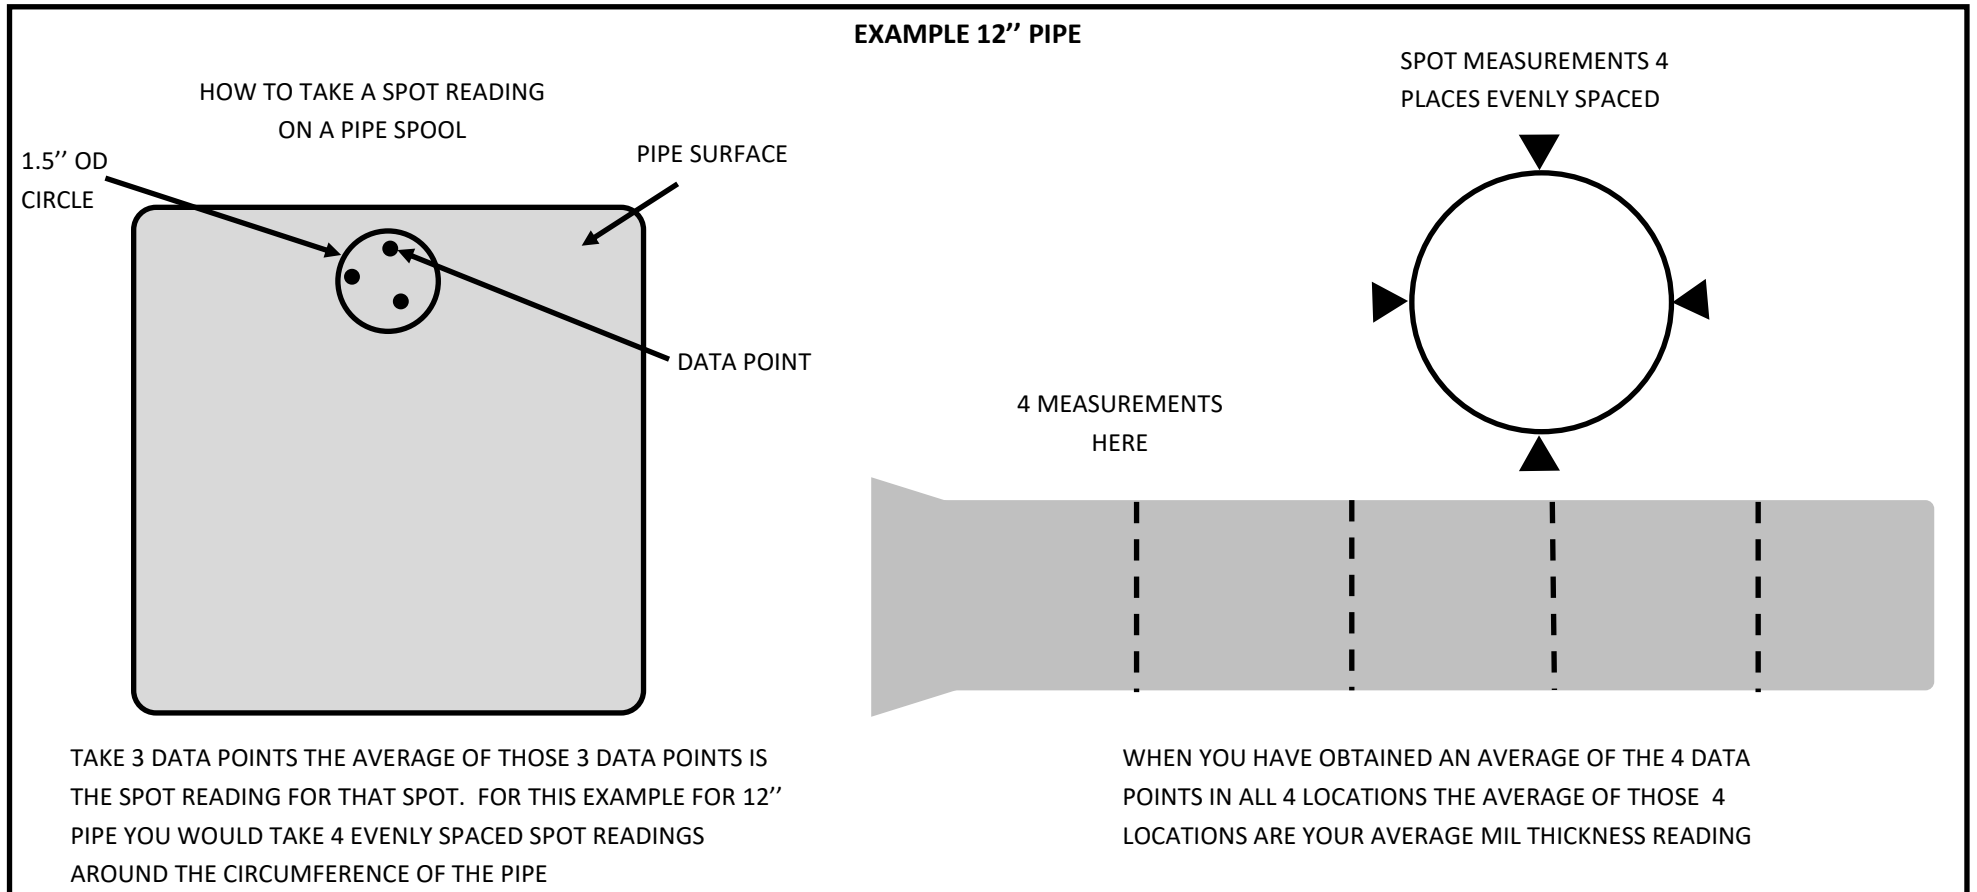 EXAMPLE 12’’ PIPE
HOW TO TAKE A SPOT READING
ON A PIPE SPOOL
1.5’’ OD
CIRCLE
PIPE SURFACE
DATA POINT
SPOT MEASUREMENTS 4
PLACES EVENLY SPACED
4 MEASUREMENTS
HERE
TAKE 3 DATA POINTS THE AVERAGE OF THOSE 3 DATA POINTS IS
THE SPOT READING FOR THAT SPOT.  FOR THIS EXAMPLE FOR 12’’
PIPE YOU WOULD TAKE 4 EVENLY SPACED SPOT READINGS
AROUND THE CIRCUMFERENCE OF THE PIPE
WHEN YOU HAVE OBTAINED AN AVERAGE OF THE 4 DATA
POINTS IN ALL 4 LOCATIONS THE AVERAGE OF THOSE  4
LOCATIONS ARE YOUR AVERAGE MIL THICKNESS READING